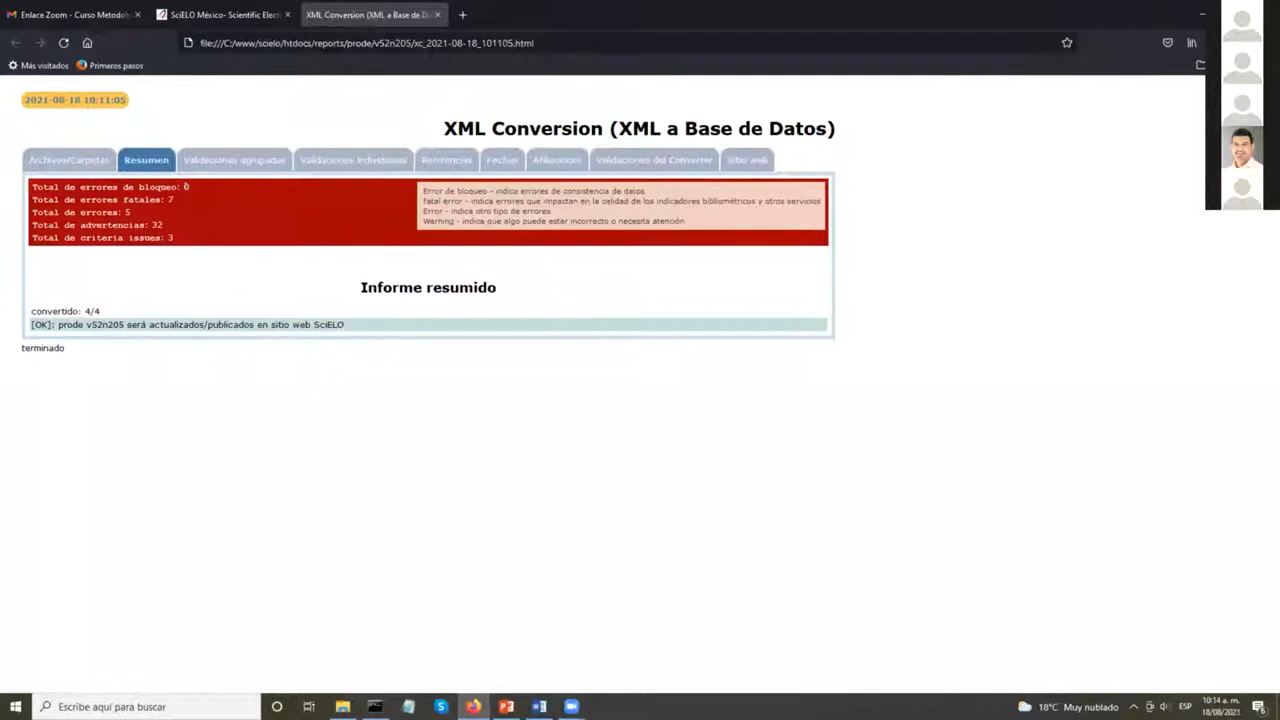 Enlace Zoom - Curso Metodolo
SciELO México- Scientific Elect
XML Conversion (XML a Base de Da
file:///C:/www/scielo/htdocs/reports/prode/v52n205/xc_2021-08-18_101105.html
Más visitados
Primeros pasos
2021-08-18 10:11:05
XML Conversion (XML a Base de Datos)
Archivos/Carpetas
Resumen
Validaciones agrupadas
Validaciones individuales
Referencias
Fechas
Afiliaciones
Validaciones del Converter
Sitio web
Total de errores de bloqueo: 0
Total de errores fatales: 7
Total de errores: 5
Total de advertencias: 32
Total de criteria issues: 3
Error de bloqueo - indica errores de consistencia de datos
Fatal error - indica errores que impactan en la calidad de los indicadores bibliométricos y otros servicios
Error - indica otro tipo de errores
Warning - indica que algo puede estar incorrecto o necesita atención
Informe resumido
convertido: 4/4
[OK]: prode v52n205 será actualizados/publicados en sitio web SciELO
terminado
Escribe aquí para buscar
18°C Muy nublado
ESP
10:14 a. m.
18/08/2021
6